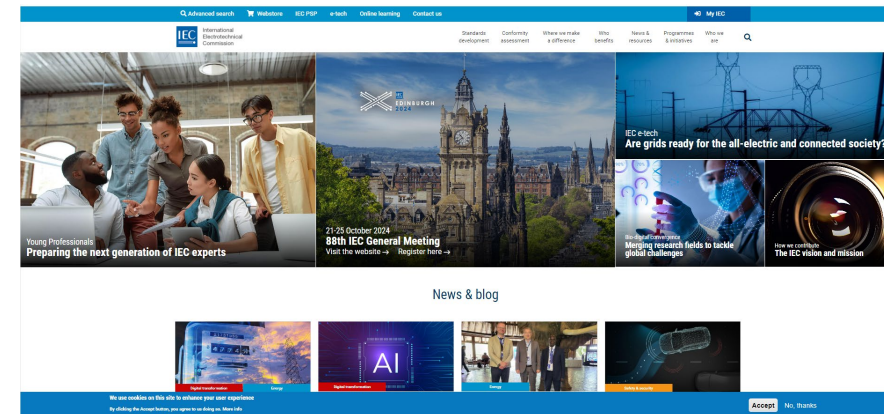 Advanced search Webstore IEC PSP e-tech Online learning Contact us My IEC
IEC
International
Electrotechnical
Commission
Standards
development
Conformity
assessment
Where we make
a difference
Who
benefits
News &
resources
Programmes
& initiatives
Who we
are
Young Professionals
Preparing the next generation of IEC experts
IEC
EDINBURGH
2024
21-25 October 2024
88th IEC General Meeting
Visit the website → Register here →
IEC e-tech
Are grids ready for the all-electric and connected society?
Bio-digital convergence
Merging research fields to tackle
global challenges
How we contribute
The IEC vision and mission
News & blog
Digital transformation Energy
AI
Digital transformation
Energy
Safety & security
We use cookies on this site to enhance your user experience
By clicking the Accept button, you agree to us doing so. More info
Accept No, thanks